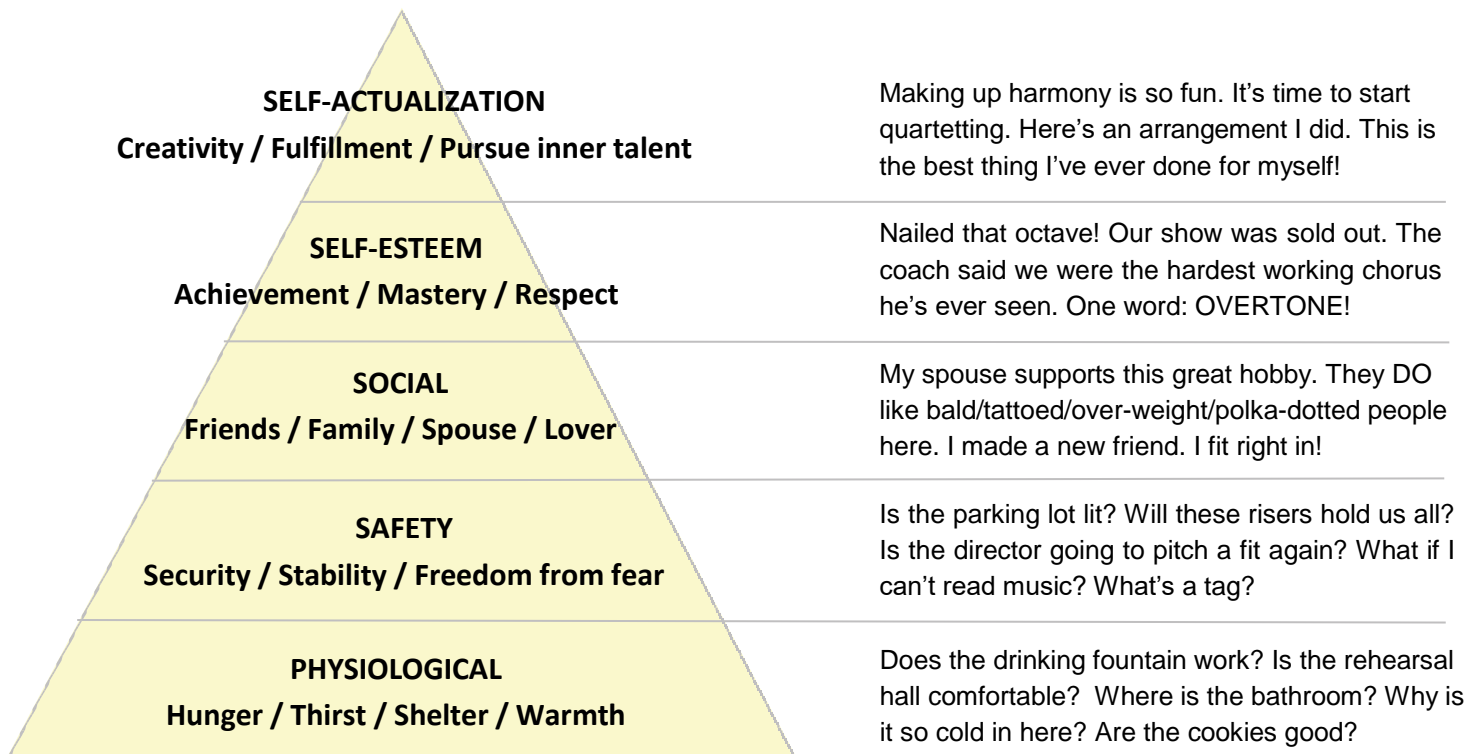 SELF-ACTUALIZATION
Creativity / Fulfillment / Pursue inner talent
Making up harmony is so fun. It’s time to start
quartetting. Here’s an arrangement I did. This is
the best thing I’ve ever done for myself!
SELF-ESTEEM
Achievement / Mastery / Respect
Nailed that octave! Our show was sold out. The
coach said we were the hardest working chorus
he’s ever seen. One word: OVERTONE!
SOCIAL
Friends / Family / Spouse / Lover
My spouse supports this great hobby. They DO
like bald/tattoed/over-weight/polka-dotted people
here. I made a new friend. I fit right in!
SAFETY
Security / Stability / Freedom from fear
Is the parking lot lit? Will these risers hold us all?
Is the director going to pitch a fit again? What if I
can’t read music? What’s a tag?
PHYSIOLOGICAL
Hunger / Thirst / Shelter / Warmth
Does the drinking fountain work? Is the rehearsal
hall comfortable?  Where is the bathroom? Why is
it so cold in here? Are the cookies good?